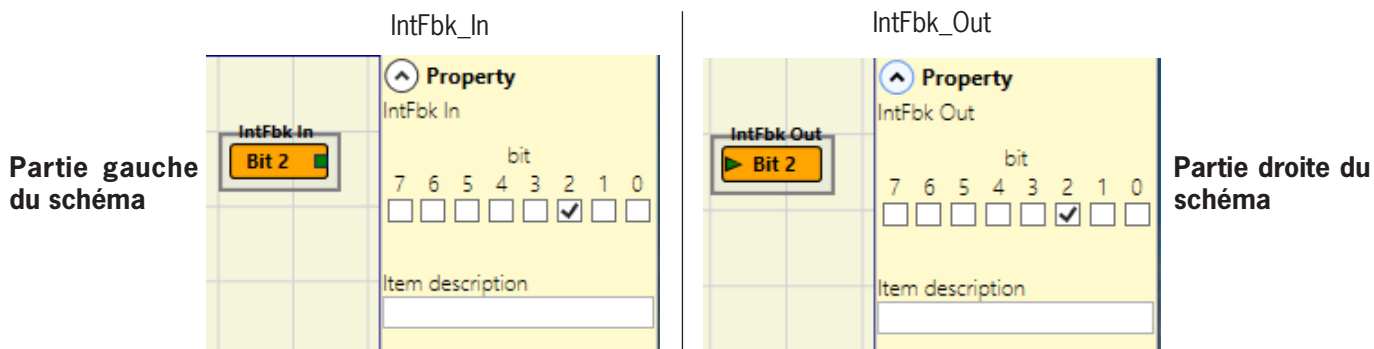 IntFbk_In
Property
IntFbk In
IntFbk In
Bit 2
bit
7 6 5 4 3 2 1 0
Item description
Partie gauche
du schéma
IntFbk_Out
Property
IntFbk Out
IntFbk Out
Bit 2
bit
7 6 5 4 3 2 1 0
Item description
Partie droite du
schéma